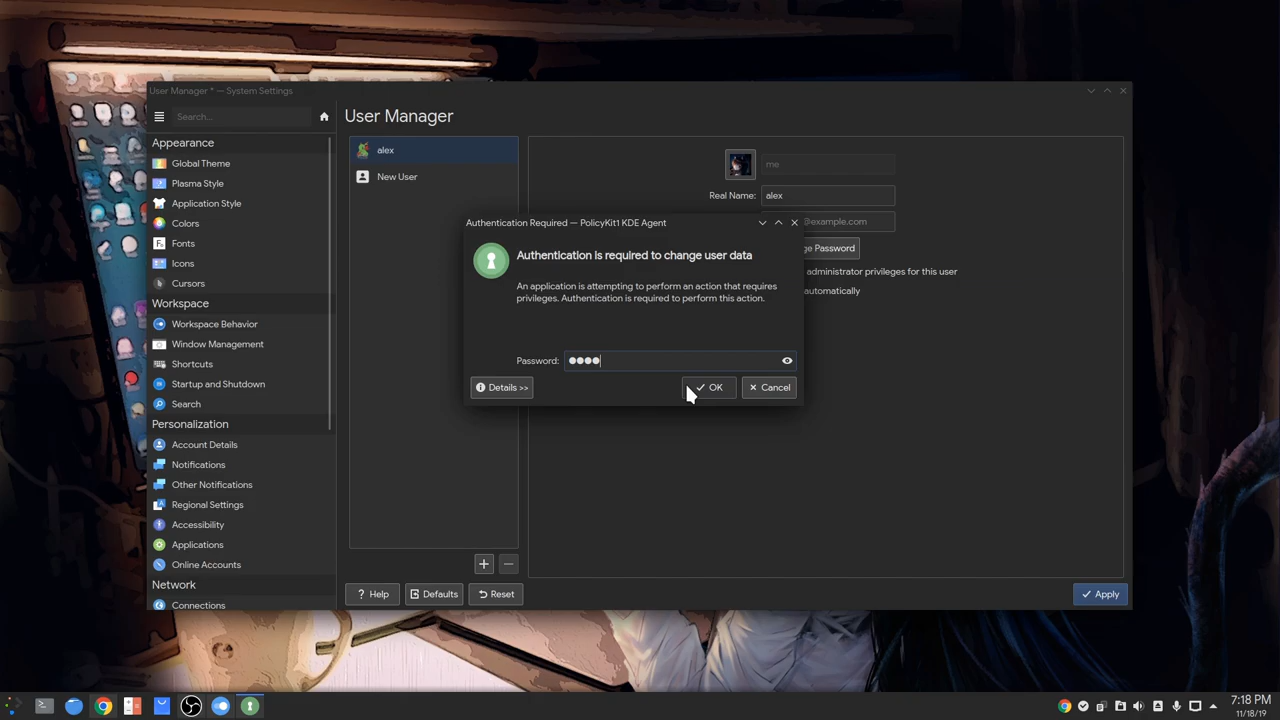 User Manager * — System Settings
Search...
User Manager
Appearance
Global Theme
Plasma Style
Application Style
Colors
Fonts
Icons
Cursors
Workspace
Workspace Behavior
Window Management
Shortcuts
Startup and Shutdown
Search
Personalization
Account Details
Notifications
Other Notifications
Regional Settings
Accessibility
Applications
Online Accounts
Network
Connections
alex
New User
me
Real Name: alex
@example.com
ge Password
administrator privileges for this user
automatically
Authentication Required — PolicyKit1 KDE Agent
Authentication is required to change user data
An application is attempting to perform an action that requires
privileges. Authentication is required to perform this action.
Password: ●●●●
Details >>
OK
Cancel
Help
Defaults
Reset
Apply
7:18 PM
11/18/19